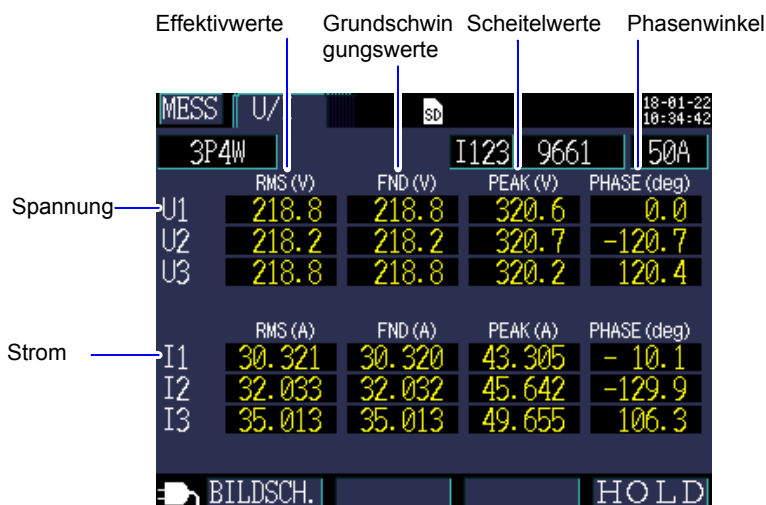 Effektivwerte Grundschwin Scheitelwerte Phasenwinkel
gungswerte
MESS U/ SD 18-01-22
10:34:42
3P4W I123 9661 50A
RMS (V) FND (V) PEAK (V) PHASE (deg)
Spannung U1 218.8 218.8 320.6 0.0
U2 218.2 218.2 320.7 -120.7
U3 218.8 218.8 320.2 120.4
RMS (A) FND (A) PEAK (A) PHASE (deg)
Strom I1 30.321 30.320 43.305 - 10.1
I2 32.033 32.032 45.642 -129.9
I3 35.013 35.013 49.655 106.3
BILDSCH. HOLD